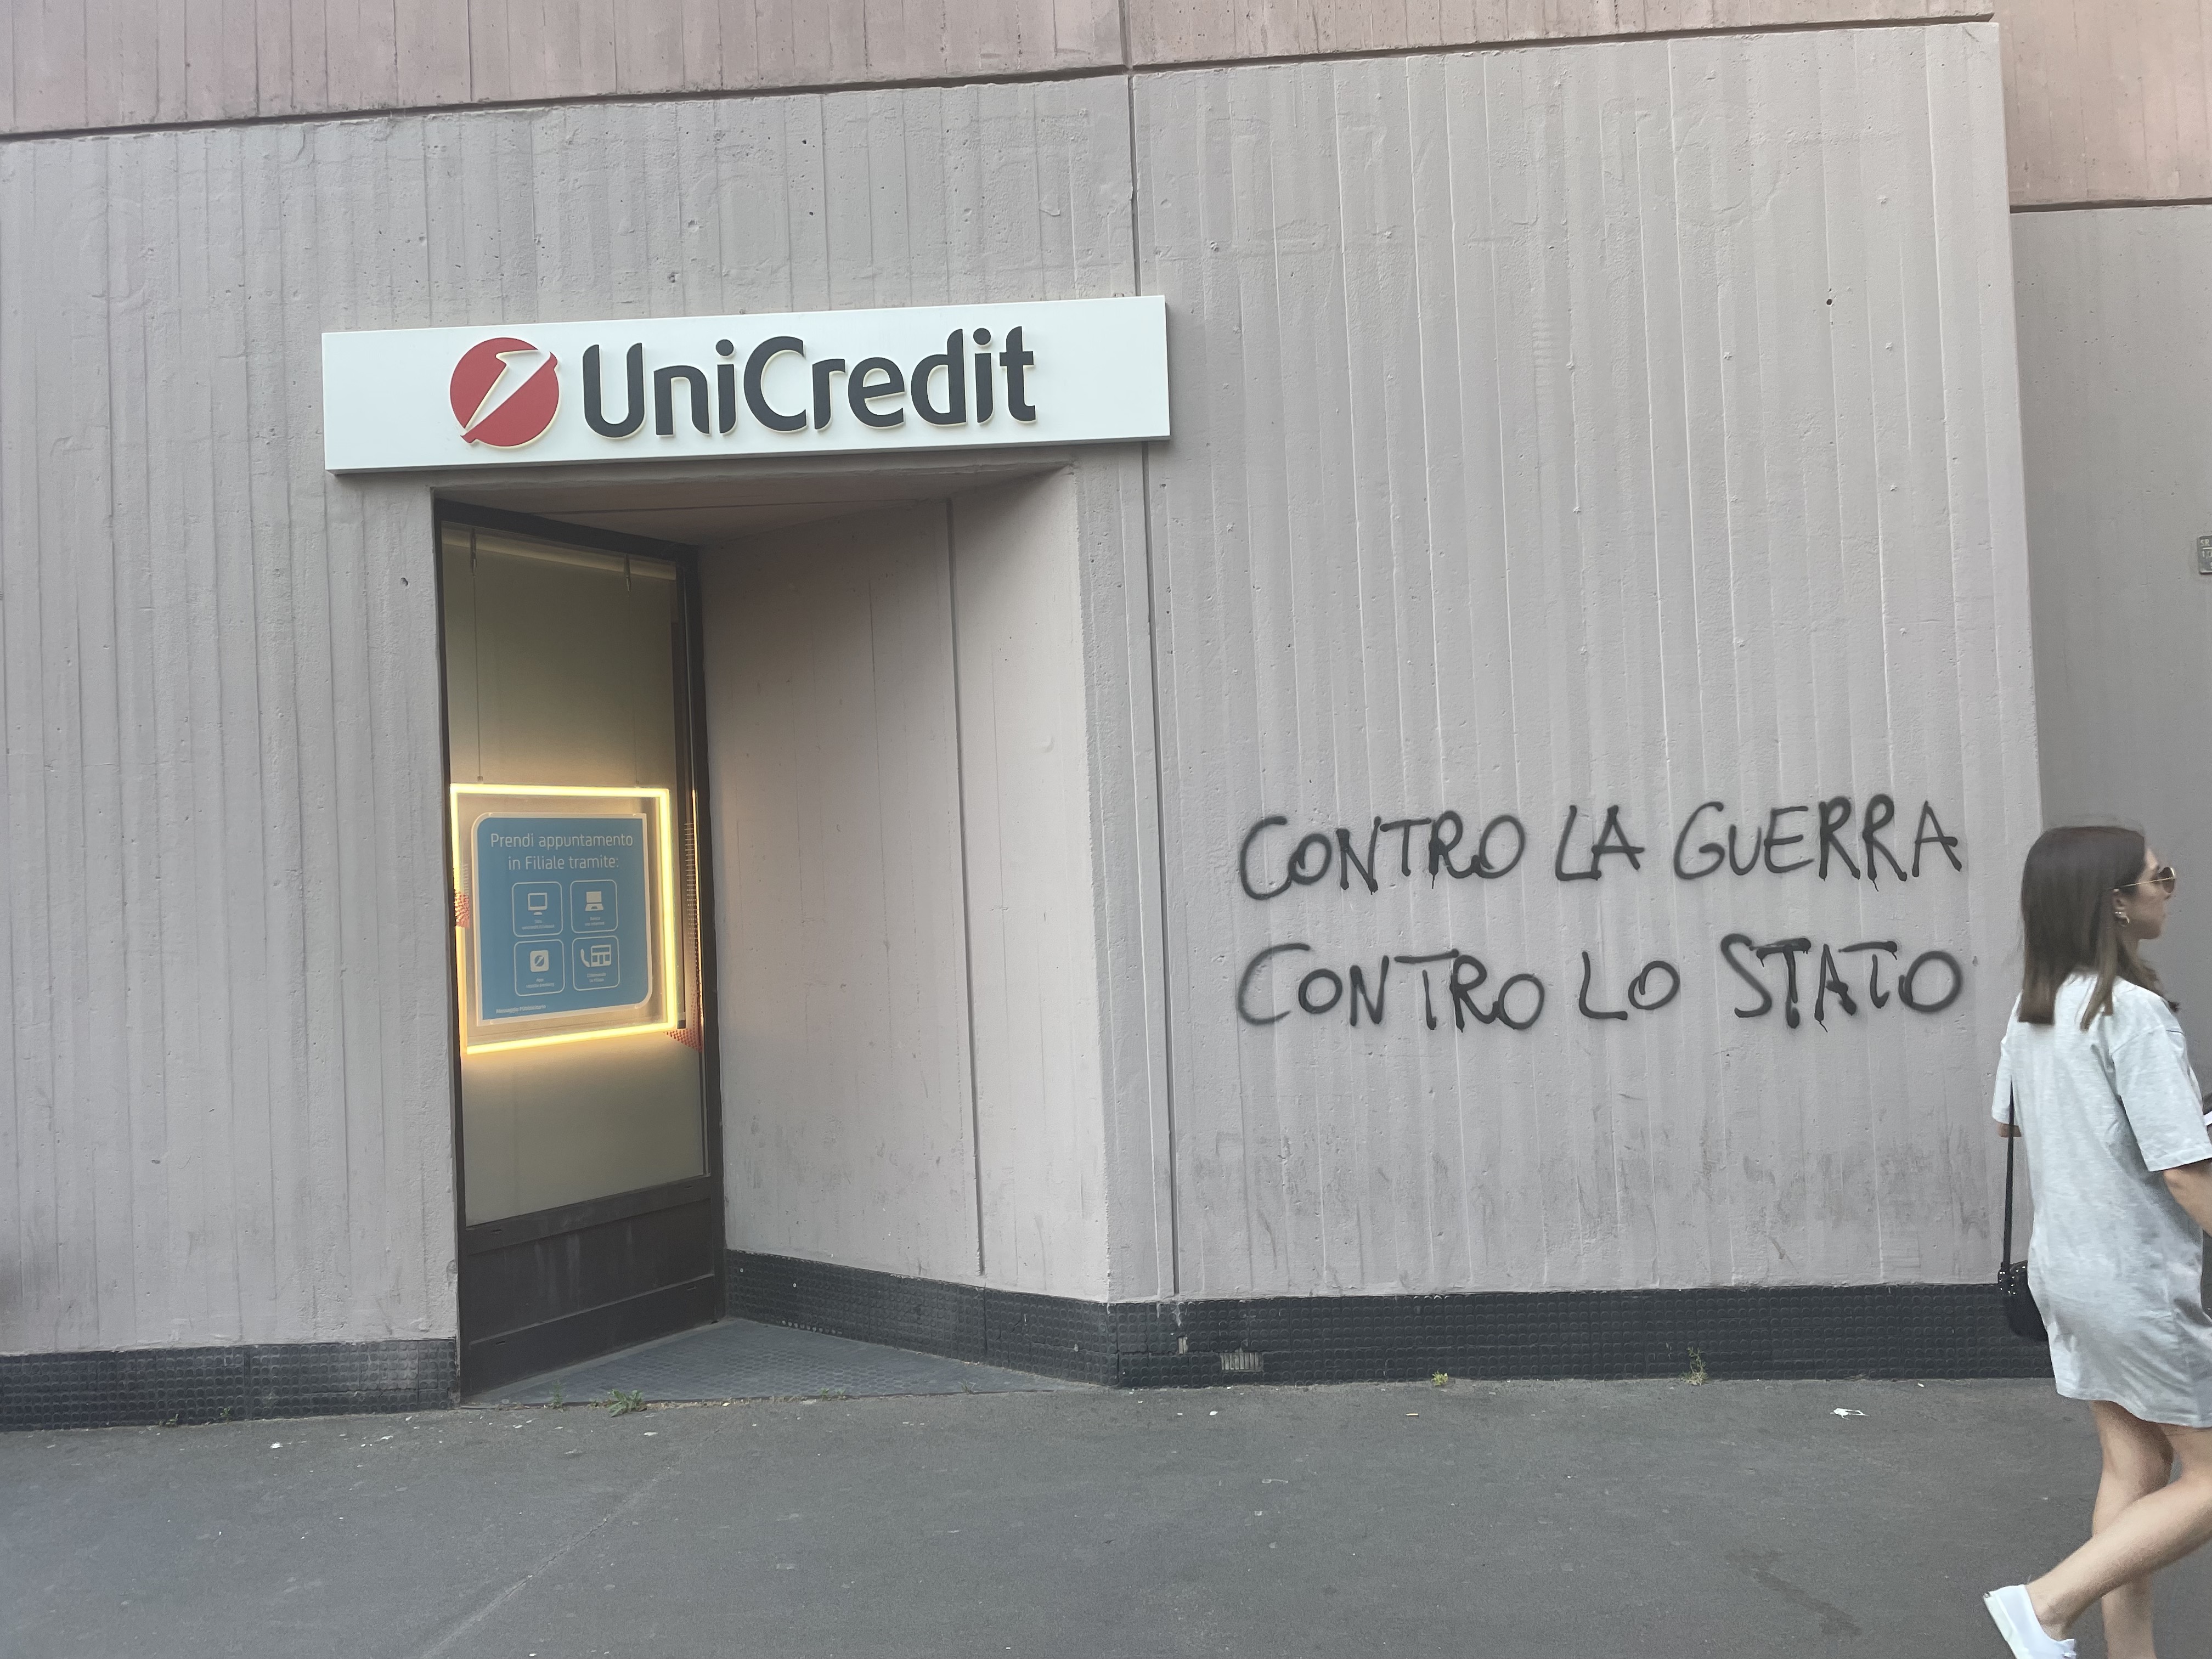 UniCredit
Prendi appuntamento
in Filiale tramite:
CONTRO LA GUERRA
CONTRO LO STATO